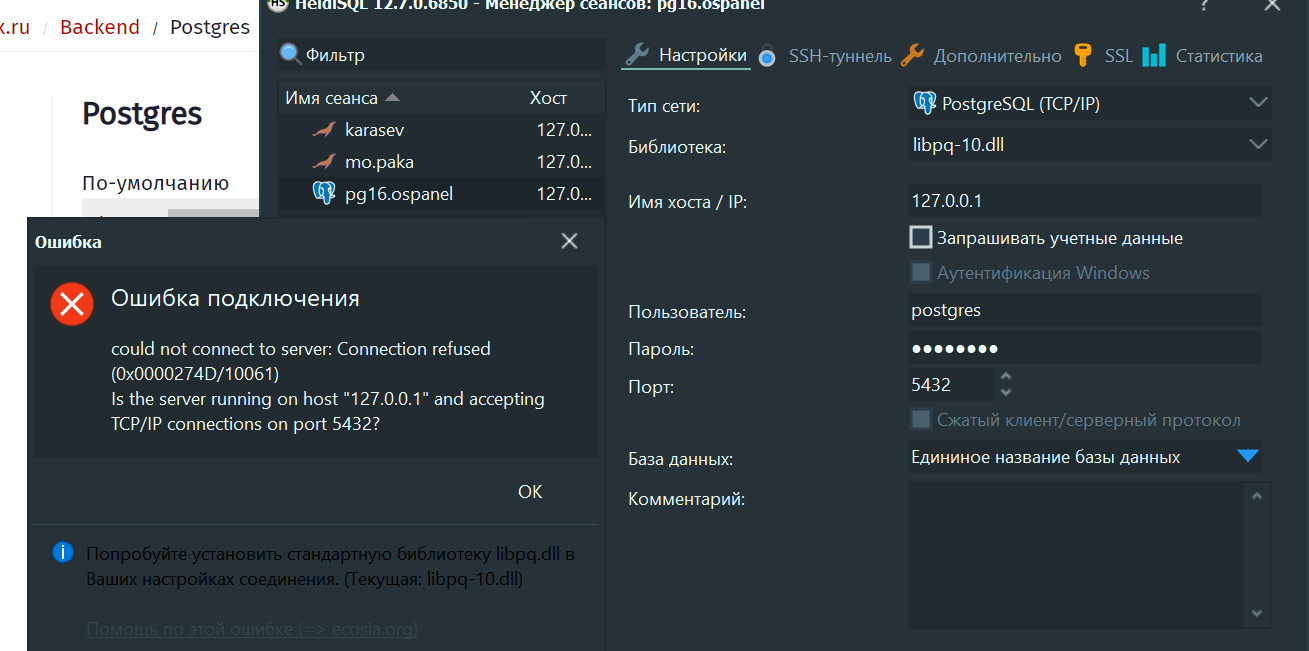 к.ru / Backend / Postgres
Postgres
По-умолчанию
HeidiSQL 12.7.0.6850 - Менеджер сеансов: pg16.ospanel
Фильтр
Имя сеанса Хост
karasev 127.0...
mo.paka 127.0...
pg16.ospanel 127.0...
Настройки SSH-туннель Дополнительно SSL Статистика
Тип сети: PostgreSQL (TCP/IP)
Библиотека: libpq-10.dll
Имя хоста / IP: 127.0.0.1
Запрашивать учетные данные
Аутентификация Windows
Пользователь: postgres
Пароль: ●●●●●●●●
Порт: 5432
Сжатый клиент/серверный протокол
База данных: Едининое название базы данных
Комментарий:
Ошибка
Ошибка подключения
could not connect to server: Connection refused
(0x0000274D/10061)
Is the server running on host "127.0.0.1" and accepting
TCP/IP connections on port 5432?
OK
Попробуйте установить стандартную библиотеку libpq.dll в
Ваших настройках соединения. (Текущая: libpq-10.dll)
Помощь по этой ошибке (=> ecosia.org)